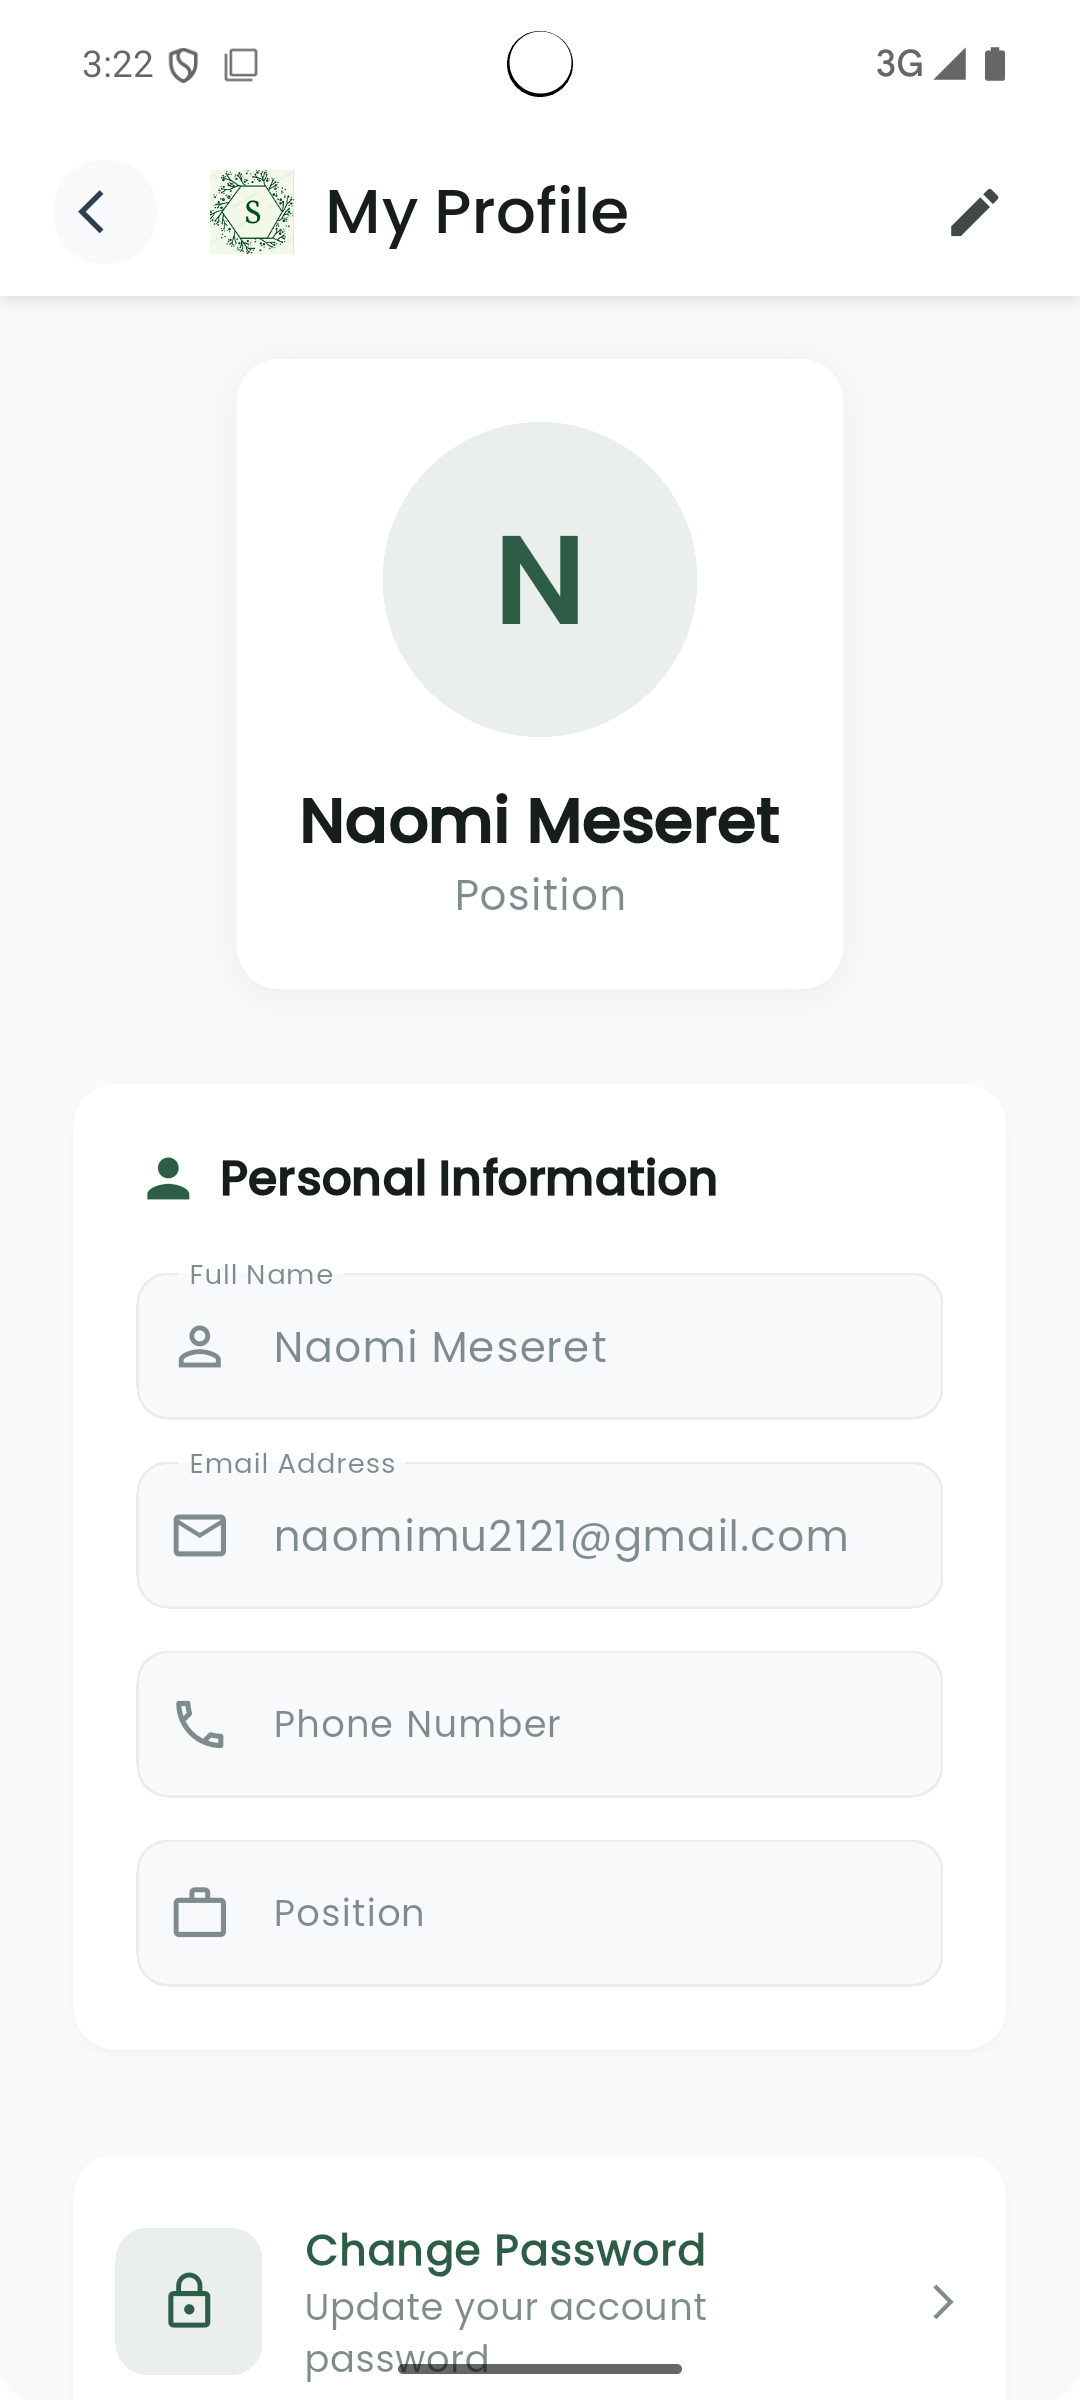 3:22
3G
S
My Profile
N
Naomi Meseret
Position
Personal Information
Full Name
Naomi Meseret
Email Address
naomimu2121@gmail.com
Phone Number
Position
Change Password
Update your account
password